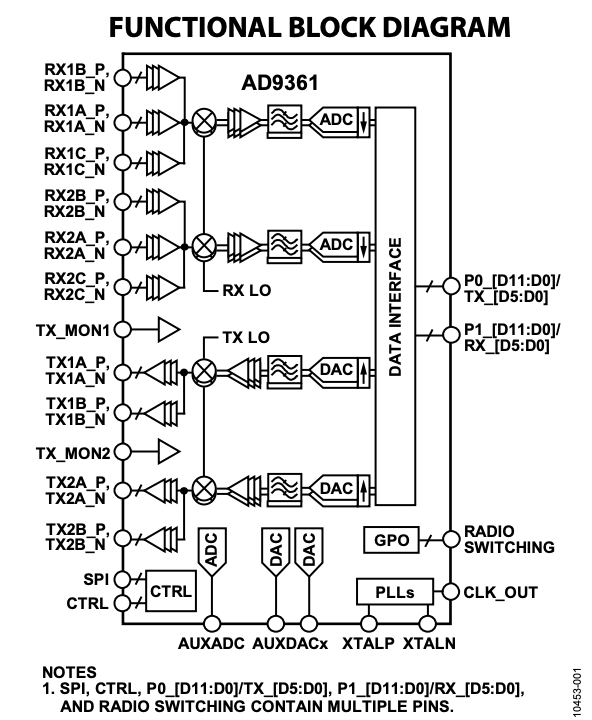 FUNCTIONAL BLOCK DIAGRAM
AD9361
RX1B_P,
RX1B_N
RX1A_P,
RX1A_N
RX1C_P,
RX1C_N
RX2B_P,
RX2B_N
RX2A_P,
RX2A_N
RX2C_P,
RX2C_N
TX_MON1
TX1A_P,
TX1A_N
TX1B_P,
TX1B_N
TX_MON2
TX2A_P,
TX2A_N
TX2B_P,
TX2B_N
SPI
CTRL
CTRL
ADC
ADC
RX LO
TX LO
DAC
DAC
DATA INTERFACE
P0_[D11:D0]/
TX_[D5:D0]
P1_[D11:D0]/
RX_[D5:D0]
ADC
DAC
DAC
GPO
RADIO
SWITCHING
PLLs
CLK_OUT
AUXADC
AUXDACx
XTALP
XTALN
NOTES
1. SPI, CTRL, P0_[D11:D0]/TX_[D5:D0], P1_[D11:D0]/RX_[D5:D0],
AND RADIO SWITCHING CONTAIN MULTIPLE PINS.
10453-001